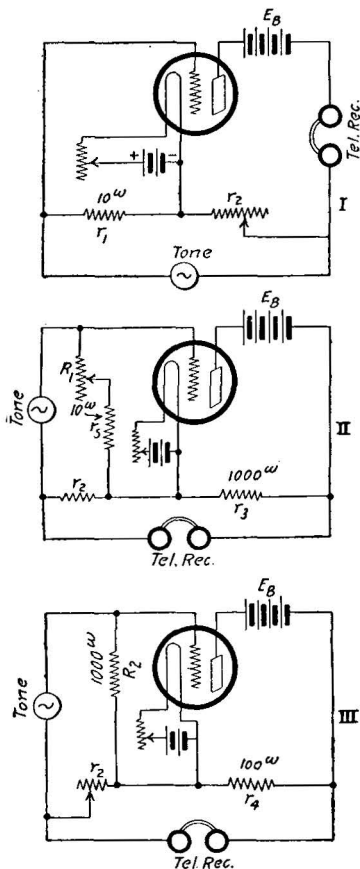 E_B
Tel. Rec.
+ -
10ω
r₁
r₂
I
Tone
E_B
Tone
R₁
10ω
r₅
II
1000ω
r₂
r₃
Tel. Rec.
E_B
1000ω
R₂
Tone
III
100ω
r₂
r₄
Tel. Rec.